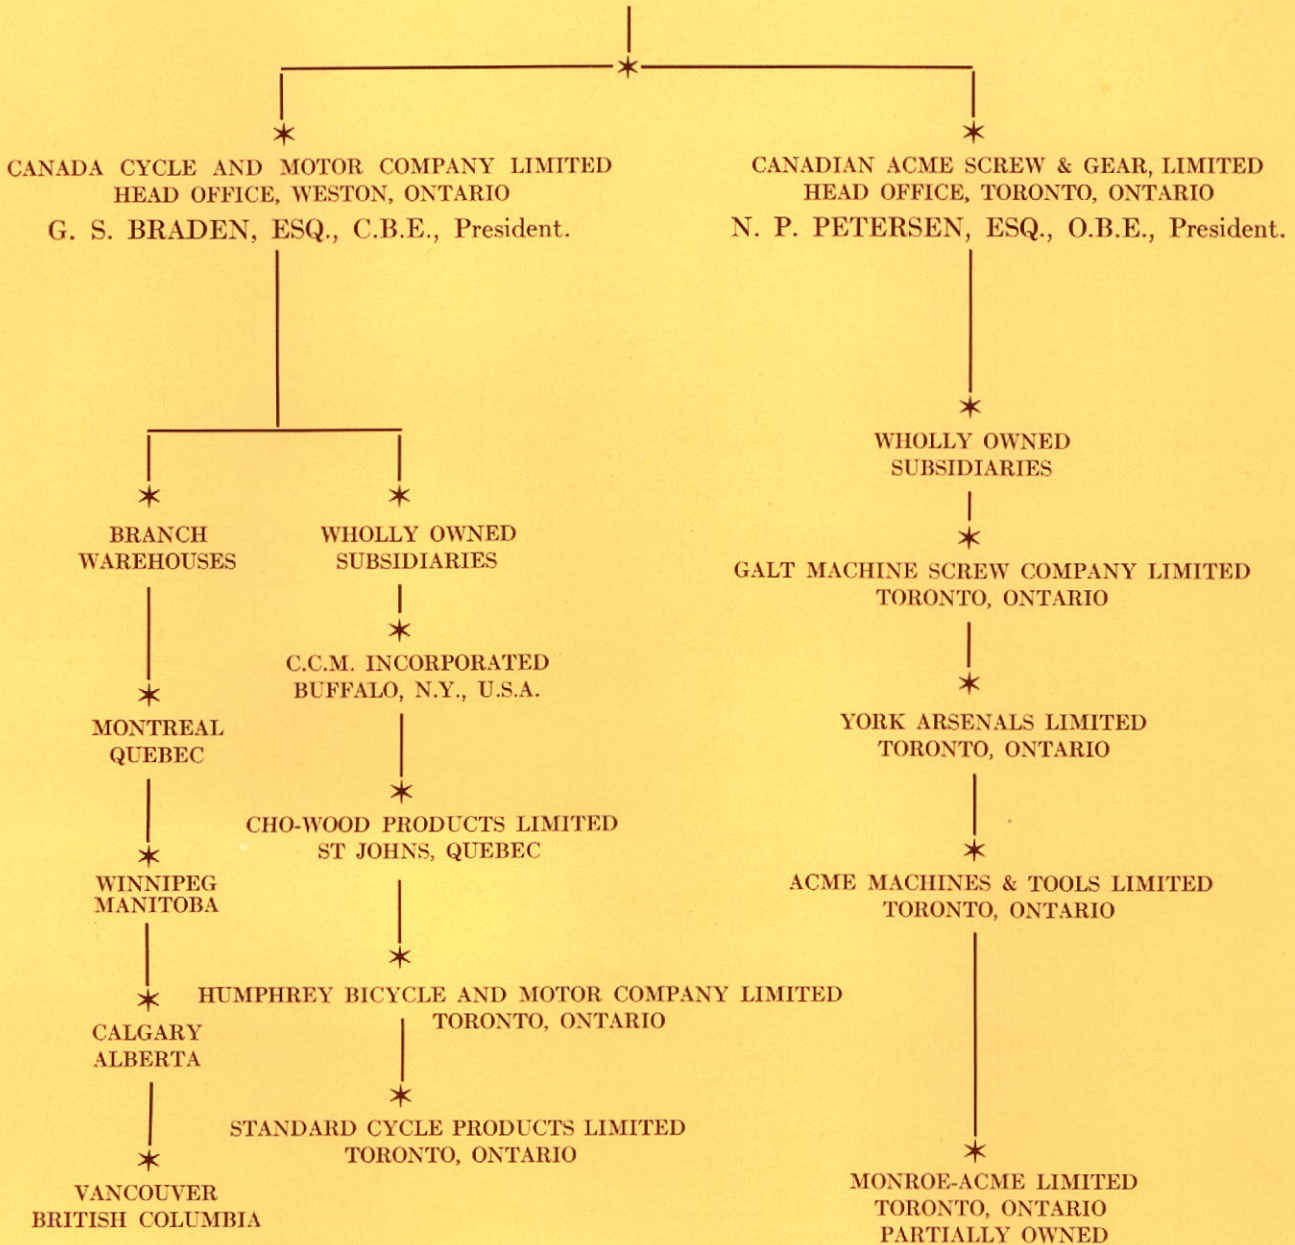 CANADA CYCLE AND MOTOR COMPANY LIMITED
HEAD OFFICE, WESTON, ONTARIO
G. S. BRADEN, ESQ., C.B.E., President.
BRANCH
WAREHOUSES
MONTREAL
QUEBEC
WINNIPEG
MANITOBA
CALGARY
ALBERTA
VANCOUVER
BRITISH COLUMBIA
WHOLLY OWNED
SUBSIDIARIES
C.C.M. INCORPORATED
BUFFALO, N.Y., U.S.A.
CHO-WOOD PRODUCTS LIMITED
ST JOHNS, QUEBEC
HUMPHREY BICYCLE AND MOTOR COMPANY LIMITED
TORONTO, ONTARIO
STANDARD CYCLE PRODUCTS LIMITED
TORONTO, ONTARIO
CANADIAN ACME SCREW & GEAR, LIMITED
HEAD OFFICE, TORONTO, ONTARIO
N. P. PETERSEN, ESQ., O.B.E., President.
WHOLLY OWNED
SUBSIDIARIES
GALT MACHINE SCREW COMPANY LIMITED
TORONTO, ONTARIO
YORK ARSENALS LIMITED
TORONTO, ONTARIO
ACME MACHINES & TOOLS LIMITED
TORONTO, ONTARIO
MONROE-ACME LIMITED
TORONTO, ONTARIO
PARTIALLY OWNED